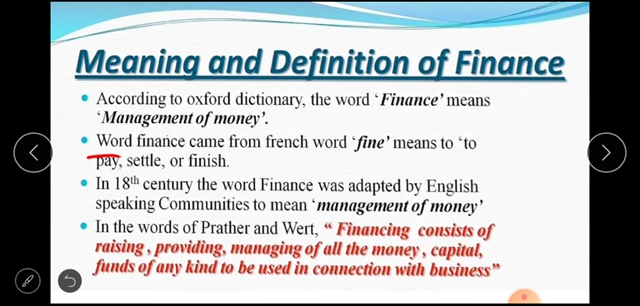 Meaning and Definition of Finance
• According to oxford dictionary, the word ‘Finance’ means
‘Management of money’.
• Word finance came from french word ‘fine’ means to ‘to
pay, settle, or finish.
• In 18th century the word Finance was adapted by English
speaking Communities to mean ‘management of money’
• In the words of Prather and Wert, “ Financing consists of
raising , providing, managing of all the money , capital,
funds of any kind to be used in connection with business”